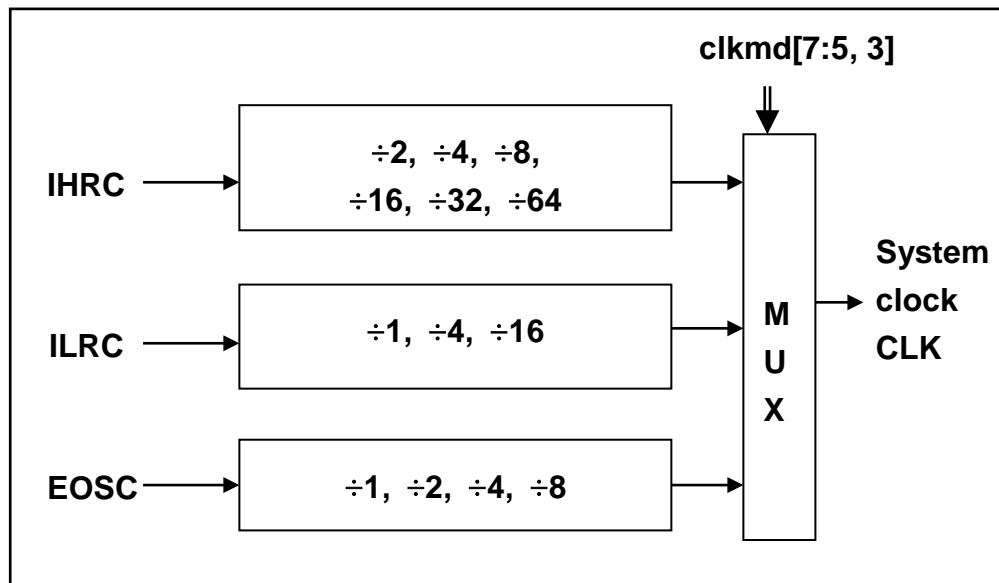 clkmd[7:5, 3]
÷2, ÷4, ÷8,
IHRC
÷16, ÷32, ÷64
System
clock
CLK
ILRC
÷1, ÷4, ÷16
M
U
X
EOSC
÷1, ÷2, ÷4, ÷8